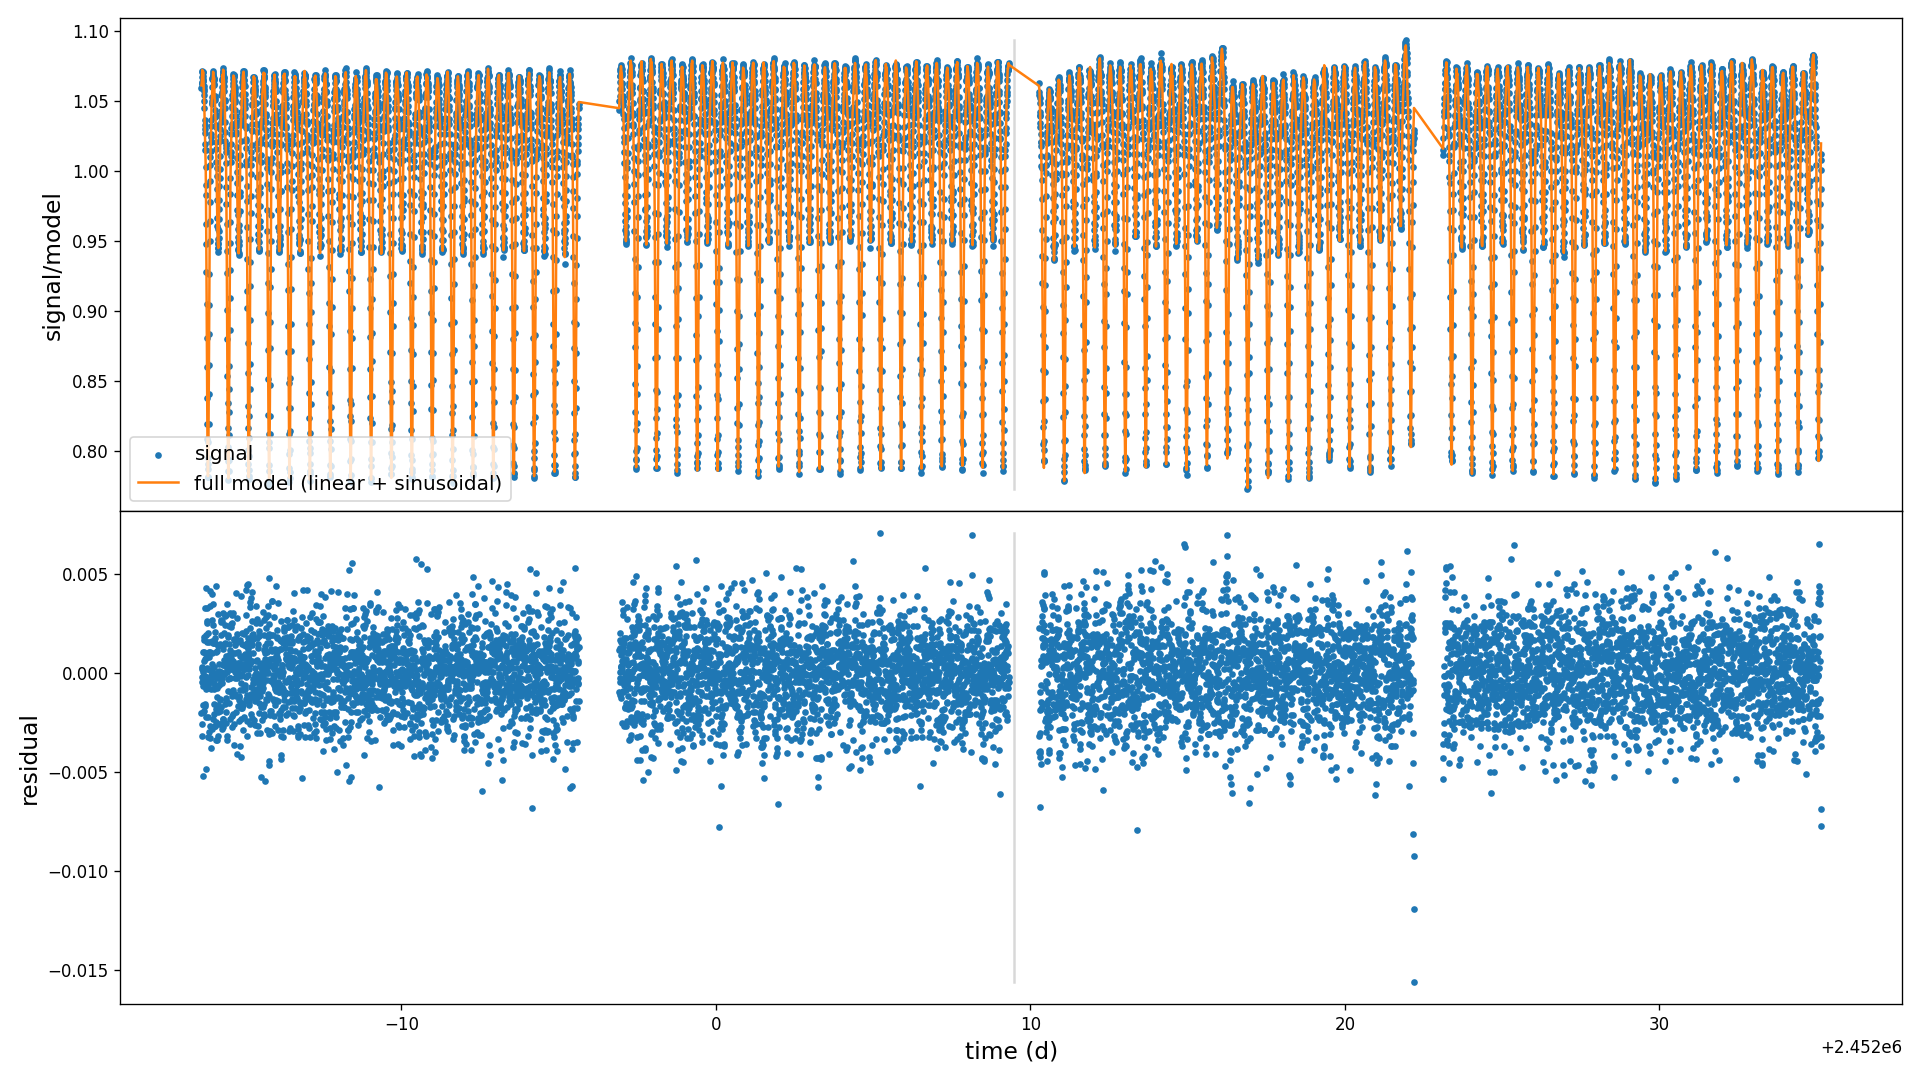 1.10
1.05
1.00
0.95
0.90
0.85
0.80
signal/model
signal
full model (linear + sinusoidal)
0.005
0.000
−0.005
−0.010
−0.015
residual
−10
0
10
20
30
time (d)
+2.452e6